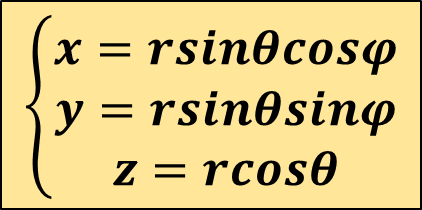 x = rsinθcosφ
y = rsinθsinφ
z = rcosθ